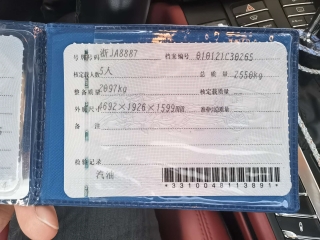 号牌号码 浙JA8887 档案编号 010121C30265
核定载人数 5人 总质量 2550kg
整备质量 2097kg 核定载质量
外廓尺寸 4692×1926×1599mm 准牵引总质量
备注
检验记录
汽油
*3310049113891*